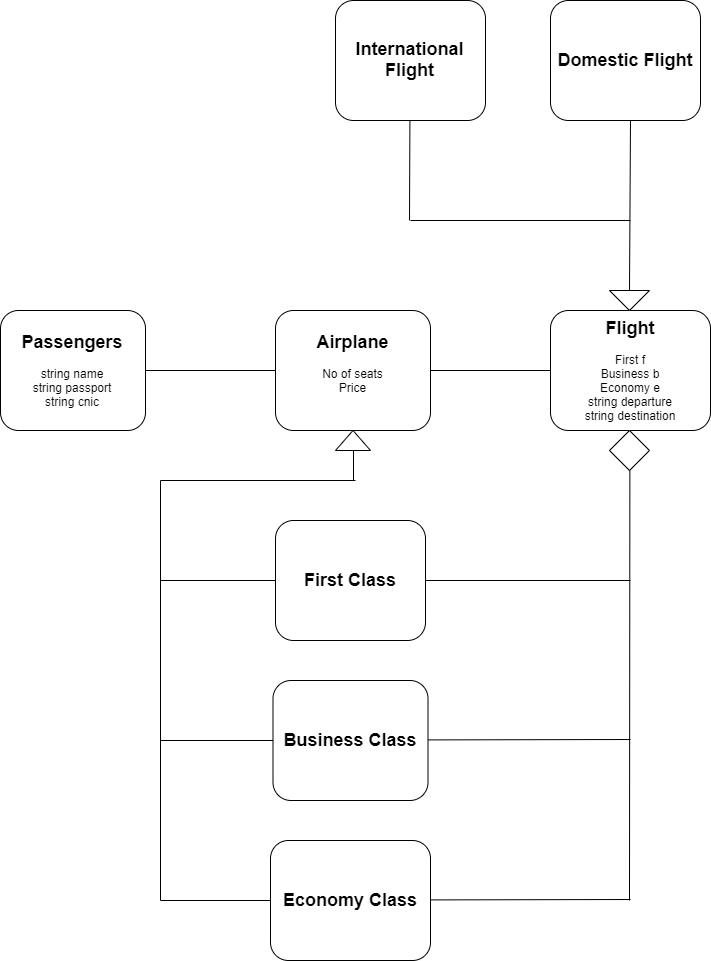 International
Flight
Domestic Flight
Passengers
string name
string passport
string cnic
Airplane
No of seats
Price
Flight
First f
Business b
Economy e
string departure
string destination
First Class
Business Class
Economy Class